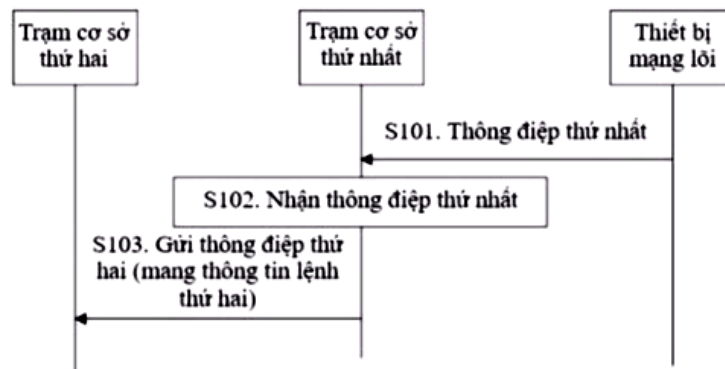 Trạm cơ sở
thứ hai
Trạm cơ sở
thứ nhất
Thiết bị
mạng lõi
S101. Thông điệp thứ nhất
S102. Nhận thông điệp thứ nhất
S103. Gửi thông điệp thứ
hai (mang thông tin lệnh
thứ hai)